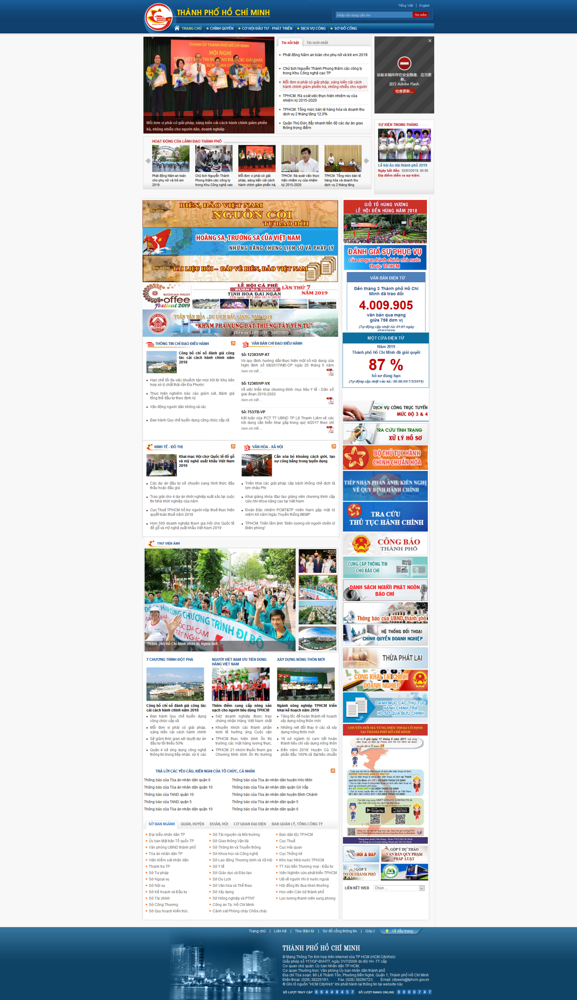 Tiếng Việt | English
THÀNH PHỐ HỒ CHÍ MINH
Nhập nội dung cần tìm
Tìm kiếm
TRANG CHỦ
CHÍNH QUYỀN
CƠ HỘI ĐẦU TƯ - PHÁT TRIỂN
DỊCH VỤ CÔNG
SƠ ĐỒ CỔNG
THÀNH ỦY THÀNH PHỐ HỒ CHÍ MINH
HỘI NGHỊ
Mỗi đơn vị phải có giải pháp, sáng kiến cải cách hành chính giảm phiền
hà, nhũng nhiễu cho người dân, doanh nghiệp
Tin nổi bật
Tin mới nhất
Phát động Năm an toàn cho phụ nữ và trẻ em 2019
Chủ tịch Nguyễn Thành Phong thăm các công ty
trong Khu Công nghệ cao TP
Mỗi đơn vị phải có giải pháp, sáng kiến cải cách
hành chính giảm phiền hà, nhũng nhiễu cho người
TPHCM: Rà soát việc thực hiện nhiệm vụ của
nhiệm kỳ 2015-2020
TPHCM: Tổng mức bán lẻ hàng hóa và doanh thu
dịch vụ 2 tháng tăng 12,0%
Quận Thủ Đức đẩy nhanh tiến độ các dự án giao
thông trọng điểm
该版本插件存在安全隐患，应当更
新。
运行 Adobe Flash
检查更新...
SỰ KIỆN TRONG THÁNG
Lễ hội Áo dài thành phố 2019
Ngày bắt đầu: 02/03/2019, 00:00
Địa điểm diễn ra sự kiện:
HOẠT ĐỘNG CỦA LÃNH ĐẠO THÀNH PHỐ
Phát động Năm an toàn
cho phụ nữ và trẻ em
2019
Chủ tịch Nguyễn Thành
Phong thăm các công ty
trong Khu Công nghệ cao
Mỗi đơn vị phải có giải
pháp, sáng kiến cải cách
hành chính giảm phiền hà,
TPHCM: Rà soát việc thực
hiện nhiệm vụ của nhiệm
kỳ 2015-2020
TPHCM: Tổng mức bán lẻ
hàng hóa và doanh thu
dịch vụ 2 tháng tăng
BIỂN, ĐẢO VIỆT NAM
NGUỒN CỘI
TỰ BAO ĐỜI
HOÀNG SA, TRƯỜNG SA CỦA VIỆT NAM
NHỮNG BẰNG CHỨNG LỊCH SỬ VÀ PHÁP LÝ
TÀI LIỆU HỎI - ĐÁP VỀ BIỂN, ĐẢO VIỆT NAM
BUON MA THUOT
Coffee
Festival 2019
LỄ HỘI CÀ PHÊ
BUÔN MA THUỘT
LẦN THỨ 7
NĂM 2019
TINH HOA ĐẠI NGÀN
(Từ ngày 09/3 đến 16/3/2019)
TUẦN VĂN HÓA - DU LỊCH BẮC GIANG NĂM 2019
"KHÁM PHÁ VÙNG ĐẤT THIÊNG TÂY YÊN TỬ"
Diễn ra 14/02/2019 - 24/02/2019
THÔNG TIN CHỈ ĐẠO ĐIỀU HÀNH
Công bố chỉ số đánh giá công
tác cải cách hành chính năm
2018
Hạn chế tối đa việc khuếch tán mùi hôi từ Khu liên
hợp xử lý chất thải rắn Đa Phước
Thực hiện nghiêm báo cáo giám sát, đánh giá
tổng thể đầu tư theo định kỳ
Vận động người dân không xả rác
Ban hành Quy chế tuyển dụng công chức cấp xã
VĂN BẢN CHỈ ĐẠO ĐIỀU HÀNH
Số: 12393/VP-KT
V/v quy định, hướng dẫn thực hiện một số nội dung của
Nghị định số 68/2017/NĐ-CP ngày 25 tháng 5 năm
Xem chi tiết ...
Số: 12365/VP-VX
Về việc triển khai chương trình mục tiêu Y tế - Dân số
giai đoạn 2016-2020
Xem chi tiết ...
Số: 753/TB-VP
Kết luận của PCT TT UBND TP Lê Thanh Liêm về các
nội dung cần triển khai gấp trong quý 4/2017 theo chỉ
Xem chi tiết ...
KINH TẾ - ĐÔ THỊ
Khai mạc Hội chợ Quốc tế đồ gỗ
và mỹ nghệ xuất khẩu Việt Nam
2019
Các dự án đầu tư sẽ chuyển sang hình thức đấu
thầu hoặc đấu giá
Trao giải cho 4 dự án khởi nghiệp xuất sắc tại cuộc
thi Nhà khởi nghiệp của năm
Cục Thuế TPHCM hỗ trợ người nộp thuế thực hiện
quyết toán thuế năm 2018
Hơn 500 doanh nghiệp tham gia Hội chợ Quốc tế
đồ gỗ và mỹ nghệ xuất khẩu Việt Nam 2019
VĂN HÓA - XÃ HỘI
Cần xóa bỏ khoảng cách giới, tạo
sự công bằng trong tuyển dụng
Triển khai các giải pháp cấp bách khống chế dịch tả
lợn châu Phi
Khai giảng khóa đào tạo giảng viên chương trình cấp
cứu nhi khoa nâng cao tại Việt Nam
Đoàn Đặc nhiệm PCMT&TP miền Nam gặp mặt kỷ
niệm 60 năm Ngày Truyền thống BĐBP
TPHCM: Triển lãm ảnh "Biên cương với người chiến sĩ
Biên phòng"
THƯ VIỆN ẢNH
CÙNG CHƯƠNG TRÌNH ĐI BỘ
Thành phố Hồ Chí Minh nhân ái, nghĩa tình
7 CHƯƠNG TRÌNH ĐỘT PHÁ
Công bố chỉ số đánh giá công tác
cải cách hành chính năm 2018
Ban hành Quy chế tuyển dụng
công chức cấp xã
Mỗi đơn vị phải có giải pháp,
sáng kiến cải cách hành chính
Sẽ giảm thời gian xét duyệt dự án
đầu tư tối thiểu 50%
Quận 4 sẽ ứng dụng công nghệ
thông tin trong tiếp nhận, xử lý các
NGƯỜI VIỆT NAM ƯU TIÊN DÙNG
HÀNG VIỆT NAM
Thêm điểm cung cấp nông sản
sạch cho người tiêu dùng TPHCM
542 doanh nghiệp được trao
chứng nhận Hàng Việt Nam chất
Khuyến khích các thành phần
kinh tế hưởng ứng Cuộc vận
TPHCM thực hiện bình ổn thị
trường các mặt hàng lương thực,
TPHCM: 21 nhóm thuốc tham gia
Chương trình bình ổn thị trường
XÂY DỰNG NÔNG THÔN MỚI
Ngành nông nghiệp TPHCM triển
khai kế hoạch năm 2019
Tăng tốc để hoàn thành kế hoạch
xây dựng nông thôn mới
Những nét đổi thay ở các xã xây
dựng nông thôn mới
18 sở ngành ký cam kết hoàn
thành tiêu chí xây dựng nông thôn
Đến năm 2019: Huyện Củ Chi
phấn đấu 100% xã đạt tiêu chuẩn
TRẢ LỜI CÁC YÊU CẦU, KIẾN NGHỊ CỦA TỔ CHỨC, CÁ NHÂN
Thông báo của Tòa án nhân dân quận 6
Thông báo của Tòa án nhân dân huyện Hóc Môn
Thông báo của Tòa án nhân dân quận 10
Thông báo của Tòa án nhân dân quận Gò Vấp
Thông báo của TAND quận 10
Thông báo của Tòa án nhân dân huyện Bình Chánh
Thông báo của TAND quận 5
Thông báo của Tòa án nhân dân quận 5
Thông báo của Tòa án nhân dân quận 10
Thông báo của Tòa án nhân dân quận 6
SỞ BAN NGÀNH
QUẬN, HUYỆN
ĐOÀN, HỘI
CƠ QUAN ĐẠI DIỆN
BAN QUẢN LÝ, TỔNG CÔNG TY
Đại biểu nhân dân TP
Ủy ban Mặt trận Tổ quốc TP
Văn phòng UBND thành phố
Tòa án nhân dân TP
Viện Kiểm sát nhân dân
Thanh tra TP
Sở Tư pháp
Sở Ngoại vụ
Sở Nội vụ
Sở Kế hoạch và Đầu tư
Sở Tài chính
Sở Công Thương
Sở Quy hoạch Kiến trúc
Sở Tài nguyên và Môi trường
Sở Giao thông Vận tải
Sở Thông tin và Truyền thông
Sở Khoa học và Công nghệ
Sở Lao động Thương binh và Xã hội
Sở Y tế
Sở Giáo dục và Đào tạo
Sở Du Lịch
Sở Văn hóa và Thể thao
Sở Xây dựng
Sở Nông nghiệp và PTNT
Công an Tp. Hồ Chí Minh
Cảnh sát Phòng cháy Chữa cháy
Ban dân tộc TP.HCM
Cục Thuế
Cục Hải quan
Cục Thống kê
Kho bạc Nhà nước TPHCM
TT Xúc tiến Thương mại - Đầu tư
Viện Nghiên cứu phát triển TPHCM
UB về người VN ở nước ngoài
Hội đồng thi đua khen thưởng
Học viện Cán bộ thành phố
Lực lượng thanh niên xung phong
GIỖ TỔ HÙNG VƯƠNG
LỄ HỘI ĐỀN HÙNG NĂM 2018
ĐÁNH GIÁ SỰ PHỤC VỤ
của cơ quan hành chính nhà nước
thuộc TP.HCM
VĂN BẢN ĐIỆN TỬ
Đến tháng 3 Thành phố Hồ Chí
Minh đã trao đổi
4.009.905
văn bản qua mạng
giữa 758 đơn vị
(Tự động cập nhật lúc 01:01 ngày
07/03/2019)
MỘT CỬA ĐIỆN TỬ
Năm 2019
Thành phố Hồ Chí Minh đã giải quyết
87 %
hồ sơ đúng hạn
(Tự động cập nhật vào lúc: 00:00:00 7/3/2019)
DỊCH VỤ CÔNG TRỰC TUYẾN
MỨC ĐỘ 3 & 4
TRA CỨU TÌNH TRẠNG
XỬ LÝ HỒ SƠ
BỘ THỦ TỤC HÀNH
CHÍNH CHUẨN HÓA
TIẾP NHẬN PHẢN ÁNH, KIẾN NGHỊ
VỀ QUY ĐỊNH HÀNH CHÍNH
TRA CỨU
THỦ TỤC HÀNH CHÍNH
CÔNG BÁO
THÀNH PHỐ
CUNG CẤP THÔNG TIN
CHO BÁO CHÍ
DANH SÁCH NGƯỜI PHÁT NGÔN
BÁO CHÍ
Thông báo của UBND thành phố
HỆ THỐNG ĐỐI THOẠI
CHÍNH QUYỀN DOANH NGHIỆP
THỪA PHÁT LẠI
CÔNG KHAI TÀI CHÍNH
DOANH NGHIỆP
DANH MỤC CÁC THỦ TỤC
HÀNH CHÍNH TRẢ
HỒ SƠ QUA BƯU CHÍNH
CHUYỂN ĐỔI MÃ VÙNG ĐIỆN THOẠI CỐ ĐỊNH
TẠI THÀNH PHỐ HỒ CHÍ MINH
Kể từ 0 giờ ngày 17 tháng 6 năm 2017, mã vùng
chuyển đổi từ 8 thành 28
KHÔNG THAY ĐỔI, BẤM SỐ NHƯ CŨ
0 + MÃ VÙNG MỚI + SỐ ĐIỆN THOẠI CỐ ĐỊNH
00 + 84 + MÃ VÙNG MỚI + SỐ ĐIỆN THOẠI CỐ ĐỊNH
Google Play
App Store
HỎI & ĐÁP
GÓP Ý DỰ THẢO
VĂN BẢN QUY PHẠM
PHÁP LUẬT
GÓP Ý
VỚI THÀNH PHỐ
LIÊN KẾT WEB
Chọn ...
Trang chủ | Liên hệ | Thư điện tử | Sơ đồ cổng thông tin | Góp ý
Về đầu trang
THÀNH PHỐ HỒ CHÍ MINH
© Mạng Thông Tin tích hợp trên Internet của TP HCM (HCM CityWeb)
Giấy phép số 117/GP-BVHTT, ngày 31/7/2006 do Bộ VH -TT cấp
Cơ quan chủ quản: Ủy ban Nhân dân TP HCM;
Cơ quan Thường trực: Văn phòng Ủy ban nhân dân thành phố
Địa chỉ Tòa soạn: 86 Lê Thánh Tôn, Phường Bến Nghé, Quận 1, Thành phố Hồ Chí Minh
Điện thoại: (028) 38226191; Fax: (028) 38296723; Email: cityweb@tphcm.gov.vn
® Ghi rõ nguồn "HCM CityWeb" khi phát hành lại thông tin tại website này
SỐ LƯỢT TRUY CẬP 66448457 SỐ LƯỢT ĐANG ONLINE 0000747